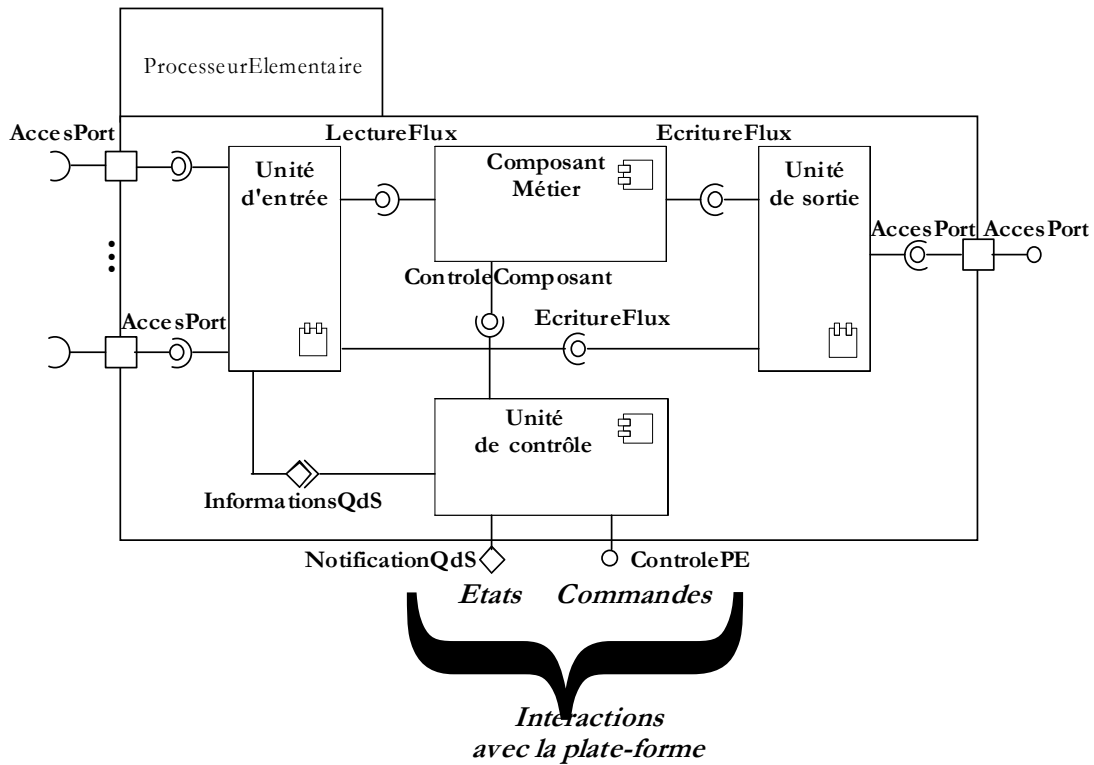 ProcesseurElementaire
AccesPort
LectureFlux
EcritureFlux
Unité
d'entrée
Composant
Métier
Unité
de sortie
AccesPort
AccesPort
ControleComposant
AccesPort
EcritureFlux
Unité
de contrôle
InformationsQdS
NotificationQdS
ControlePE
Etats
Commandes
Interactions
avec la plate-forme